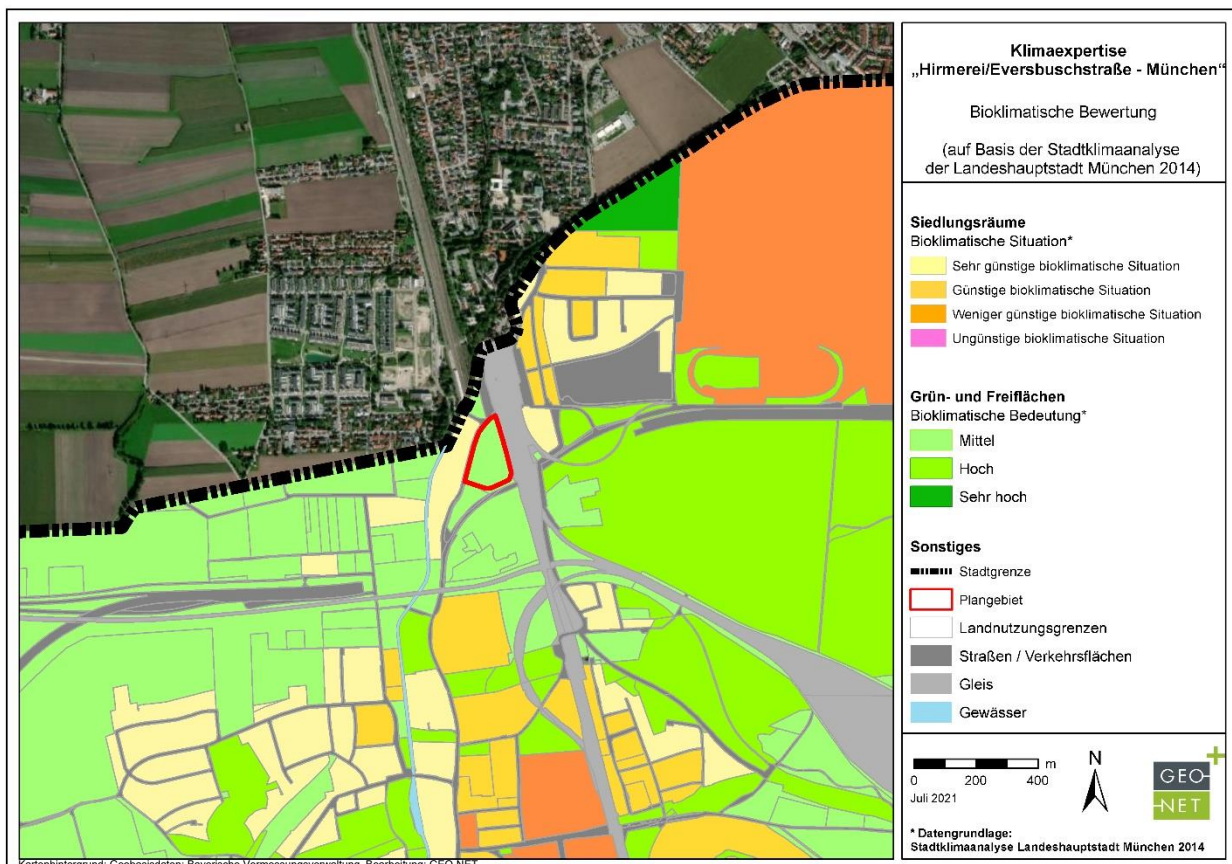 Klimaexpertise
„Hirmerei/Eversbuschstraße - München“
Bioklimatische Bewertung
(auf Basis der Stadtklimaanalyse
der Landeshauptstadt München 2014)
Siedlungsräume
Bioklimatische Situation*
Sehr günstige bioklimatische Situation
Günstige bioklimatische Situation
Weniger günstige bioklimatische Situation
Ungünstige bioklimatische Situation
Grün- und Freiflächen
Bioklimatische Bedeutung*
Mittel
Hoch
Sehr hoch
Sonstiges
Stadtgrenze
Plangebiet
Landnutzungsgrenzen
Straßen / Verkehrsflächen
Gleis
Gewässer
0 200 400 m
Juli 2021
N
GEO-
-NET
* Datengrundlage:
Stadtklimaanalyse Landeshauptstadt München 2014
Kartenhintergrund: Geobasisdaten: Bayerische Vermessungsverwaltung, Bearbeitung: GEO-NET